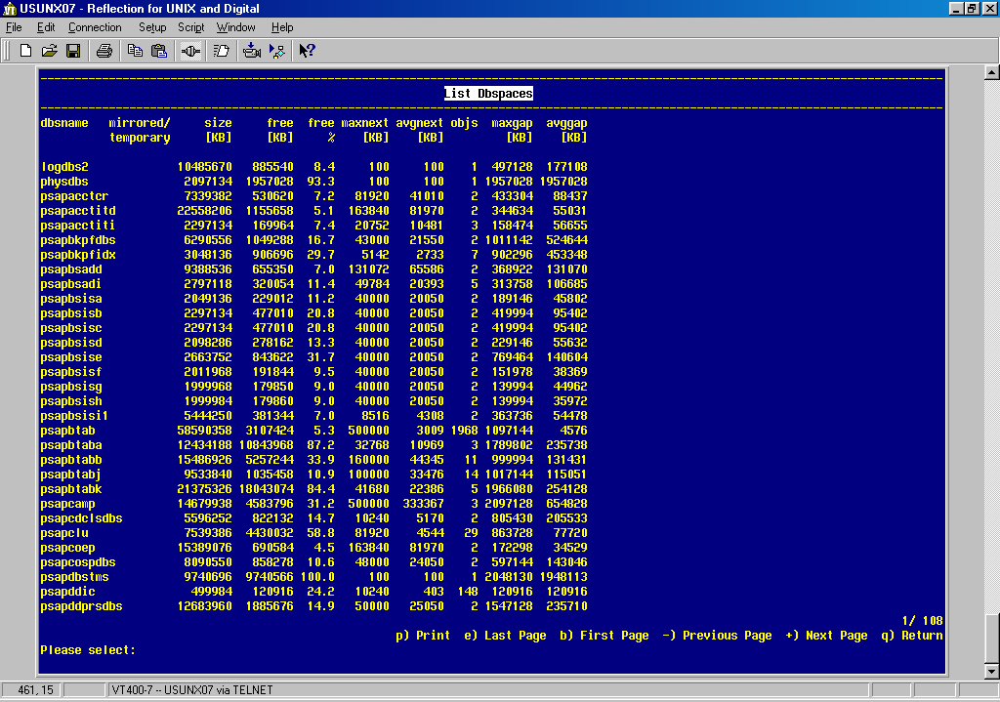 USUNX07 - Reflection for UNIX and Digital
File Edit Connection Setup Script Window Help
List Dbspaces
dbsname mirrored/ size free free maxnext avgnext objs maxgap avggap
temporary [KB] [KB] % [KB] [KB] [KB] [KB]
logdbs2 10485670 885540 8.4 100 100 1 497128 177108
physdbs 2097134 1957028 93.3 100 100 1 1957028 1957028
psapacctcr 7339382 530620 7.2 81920 41010 2 433304 88437
psapacctitd 22558206 1155658 5.1 163840 81970 2 344634 55031
psapacctiti 2297134 169964 7.4 20752 10481 3 158474 56655
psapbkpfdbs 6290556 1049288 16.7 43000 21550 2 1011142 524644
psapbkpfidx 3048136 906696 29.7 5142 2733 7 902296 453348
psapbsadd 9388536 655350 7.0 131072 65586 2 368922 131070
psapbsadi 2797118 320054 11.4 49784 20393 5 313758 106685
psapbsisa 2049136 229012 11.2 40000 20050 2 189146 45802
psapbsisb 2297134 477010 20.8 40000 20050 2 419994 95402
psapbsisc 2297134 477010 20.8 40000 20050 2 419994 95402
psapbsisd 2098286 278162 13.3 40000 20050 2 229146 55632
psapbsise 2663752 843622 31.7 40000 20050 2 769464 140604
psapbsisf 2011968 191844 9.5 40000 20050 2 151978 38369
psapbsisg 1999968 179850 9.0 40000 20050 2 139994 44962
psapbsish 1999984 179860 9.0 40000 20050 2 139994 35972
psapbsisi1 5444250 381344 7.0 8516 4308 2 363736 54478
psapbtab 58590358 3107424 5.3 500000 3009 1968 1097144 4576
psapbtaba 12434188 10843968 87.2 32768 10969 3 1789802 235738
psapbtabb 15486926 5257244 33.9 160000 44345 11 999994 131431
psapbtabj 9533840 1035458 10.9 100000 33476 14 1017144 115051
psapbtabk 21375326 18043074 84.4 41680 22386 5 1966080 254128
psapcamp 14679938 4583796 31.2 500000 333367 3 2097128 654828
psapcdclsdbs 5596252 822132 14.7 10240 5170 2 805430 205533
psapclu 7539386 4430032 58.8 81920 4544 29 863728 77720
psapcoep 15389076 690584 4.5 163840 81970 2 172298 34529
psapcospdbs 8090550 858278 10.6 48000 24050 2 597144 143046
psapdbstms 9740696 9740566 100.0 100 100 1 2048130 1948113
psapddic 499984 120916 24.2 10240 403 148 120916 120916
psapddprsdbs 12683960 1885676 14.9 50000 25050 2 1547128 235710
1/ 108
p) Print e) Last Page b) First Page -) Previous Page +) Next Page q) Return
Please select:
461, 15 VT400-7 -- USUNX07 via TELNET